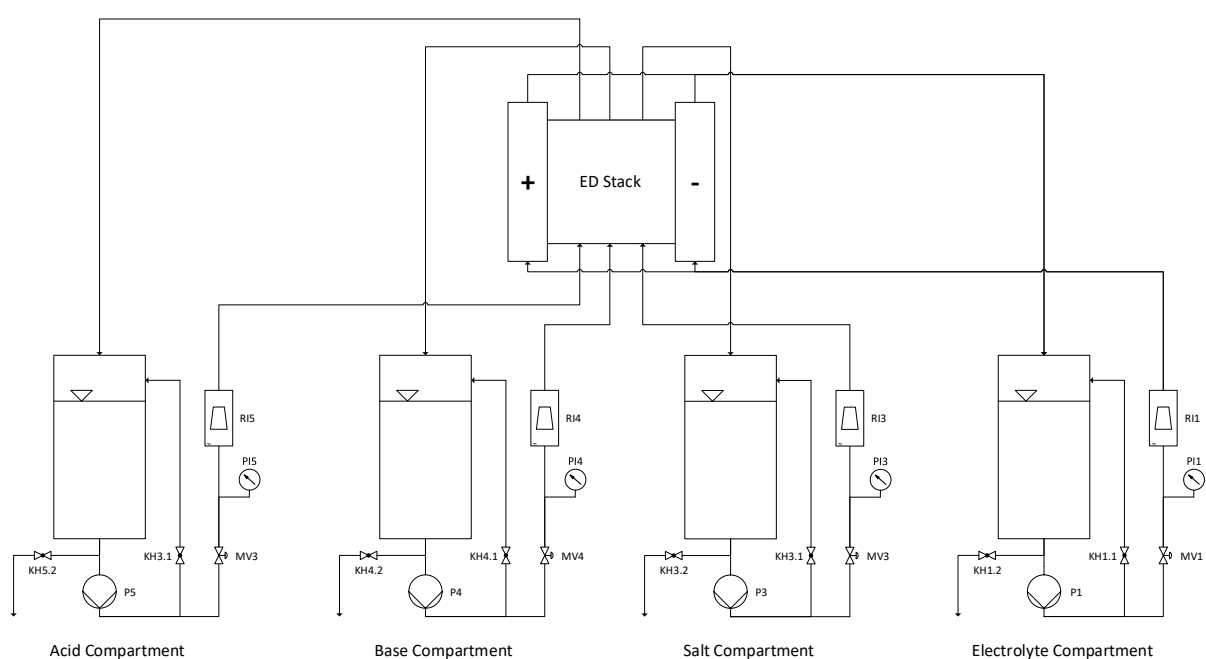 +
ED Stack
-
RI5
RI4
RI3
RI1
PI5
PI4
PI3
PI1
KH3.1
MV3
KH4.1
MV4
KH3.1
MV3
KH1.1
MV1
KH5.2
KH4.2
KH3.2
KH1.2
P5
P4
P3
P1
Acid Compartment
Base Compartment
Salt Compartment
Electrolyte Compartment